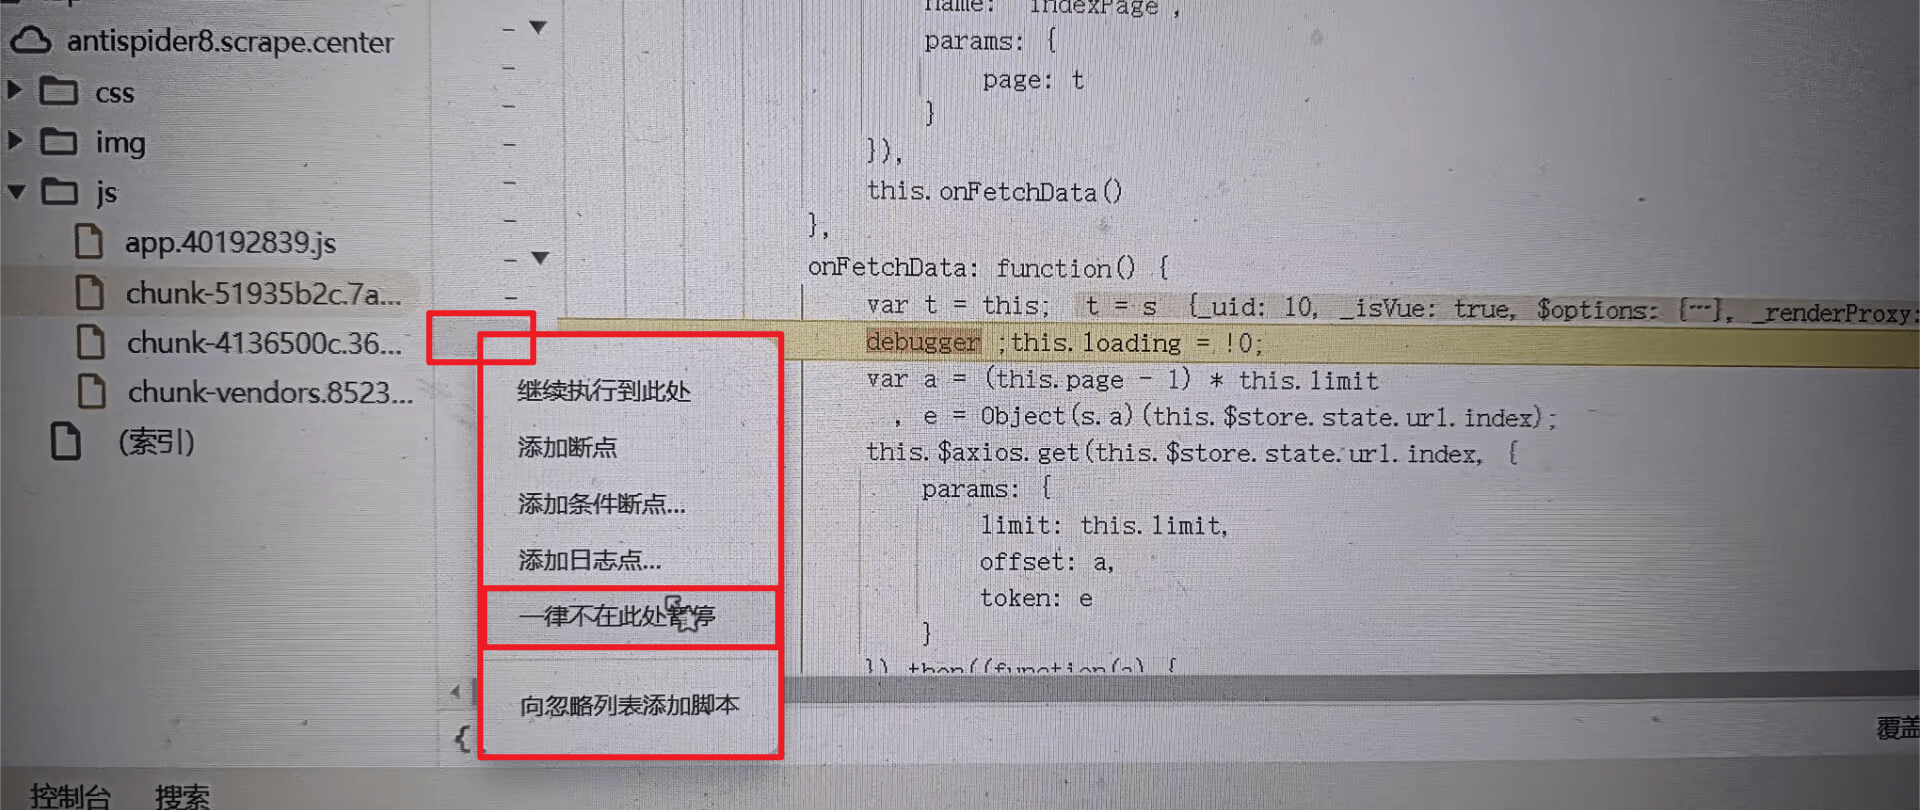 antispider8.scrape.center
css
img
js
app.40192839.js
chunk-51935b2c.7a...
chunk-4136500c.36...
chunk-vendors.8523...
(索引)
name: "indexPage",
params: {
page: t
}
}),
this.onFetchData()
},
onFetchData: function() {
var t = this; t = s {_uid: 10, _isVue: true, $options: {…}, _renderProxy:
debugger ;this.loading = !0;
var a = (this.page - 1) * this.limit
, e = Object(s.a)(this.$store.state.url.index);
this.$axios.get(this.$store.state.url.index, {
params: {
limit: this.limit,
offset: a,
token: e
}
}).then((function(a) {
继续执行到此处
添加断点
添加条件断点...
添加日志点...
一律不在此处暂停
向忽略列表添加脚本
{
覆盖
控制台
搜索